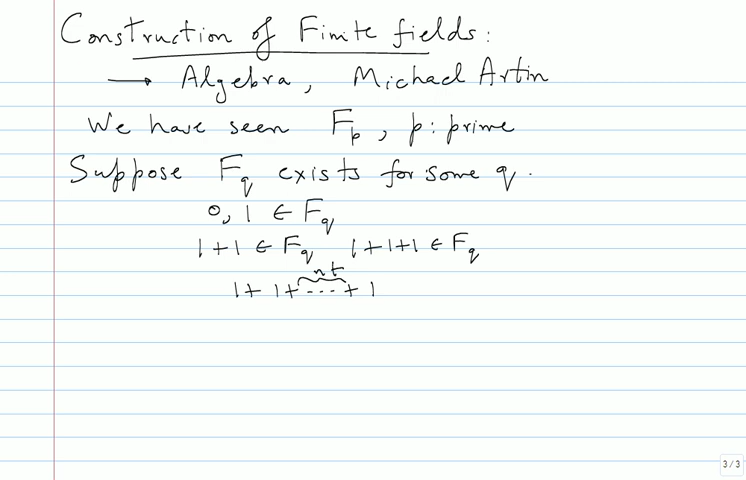 Construction of Finite fields:
→ Algebra, Michael Artin
We have seen F_p, p: prime
Suppose F_q exists for some q.
0, 1 ∈ F_q
1+1 ∈ F_q 1+1+1 ∈ F_q
nt
1+ 1+ ... + 1
3/3